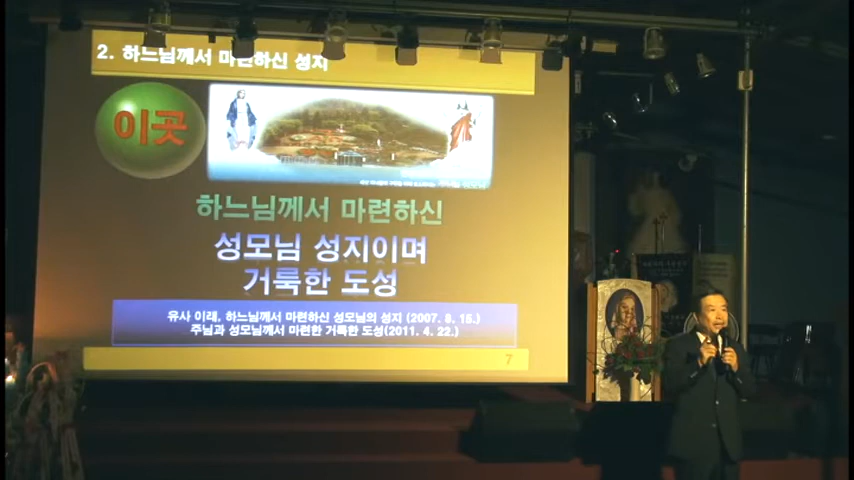 2. 하느님께서 마련하신 성지
이곳
하느님께서 마련하신
성모님 성지이며
거룩한 도성
유사 이래, 하느님께서 마련하신 성모님의 성지 (2007. 8. 15.)
주님과 성모님께서 마련한 거룩한 도성(2011. 4. 22.)
7